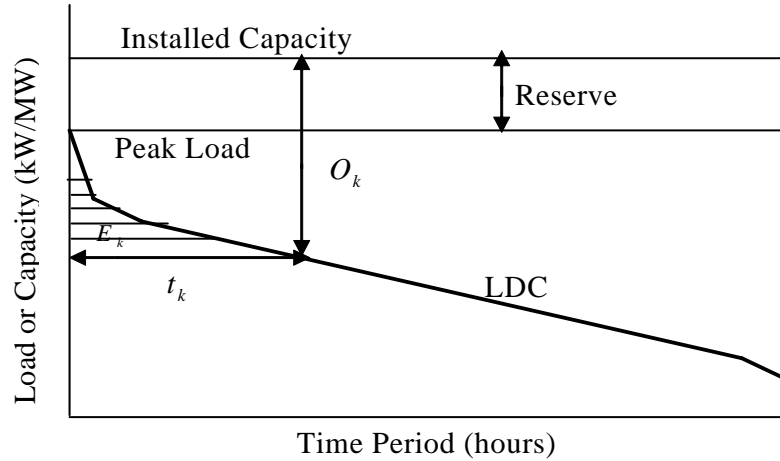 Installed Capacity
Reserve
Peak Load
O_k
E_k
t_k
LDC
Load or Capacity (kW/MW)
Time Period (hours)